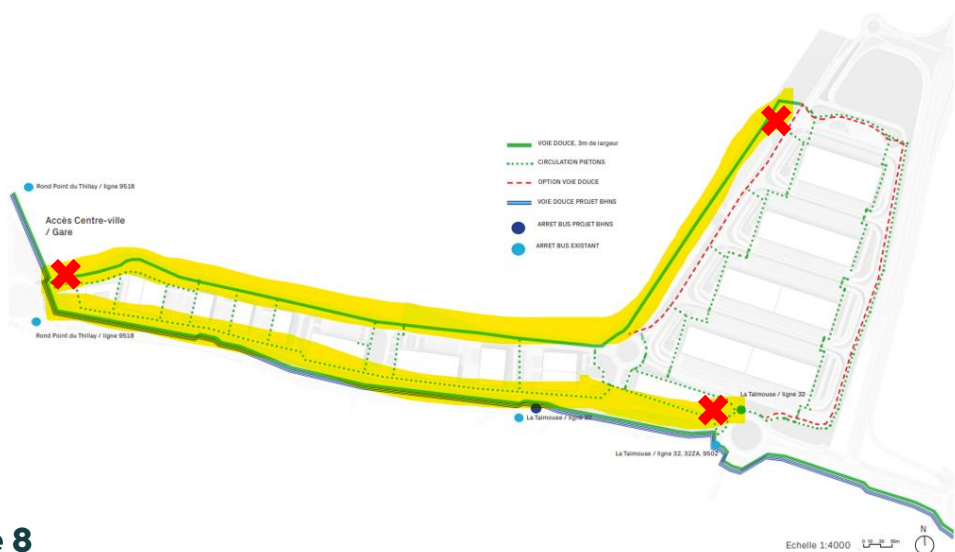 VOIE DOUCE, 3m de largeur
CIRCULATION PIETONS
OPTION VOIE DOUCE
VOIE DOUCE PROJET BHNS
ARRET BUS PROJET BHNS
ARRET BUS EXISTANT
Rond Point du Thillay / ligne 9518
Accès Centre-ville
/ Gare
Rond Point du Thillay / ligne 9518
La Talmouse / ligne 32
La Talmouse / ligne 32
La Talmouse / ligne 32, 32ZA, 9502
e 8
Echelle 1:4000
N